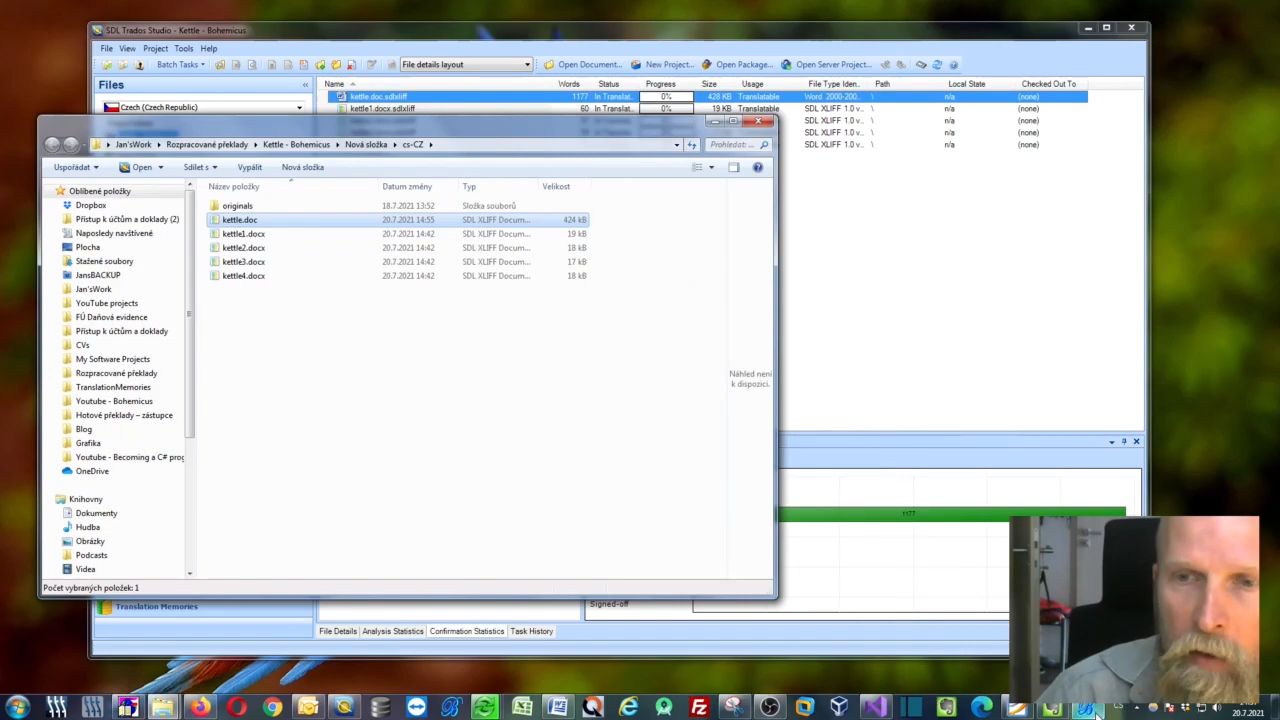 SDL Trados Studio - Kettle - Bohemicus
File View Project Tools Help
Batch Tasks File details layout Open Document... New Project... Open Package... Open Server Project...
Files « Name Words Status Progress Size Usage File Type Iden... Path Local State Checked Out To
Czech (Czech Republic) kettle.doc.sdlxliff 1177 In Translat... 0% 428 KB Translatable Word 2000-200... \ n/a (none)
kettle1.docx.sdlxliff 60 In Translat... 0% 19 KB Translatable SDL XLIFF 1.0 v... \ n/a (none)
SDL XLIFF 1.0 v... \ n/a (none)
SDL XLIFF 1.0 v... \ n/a (none)
SDL XLIFF 1.0 v... \ n/a (none)
Jan'sWork Rozpracované překlady Kettle - Bohemicus Nová složka cs-CZ Prohledat: ...
Uspořádat Open Sdílet s Vypálit Nová složka
Oblíbené položky
Dropbox
Přístup k účtům a doklady (2)
Naposledy navštívené
Plocha
Stažené soubory
JansBACKUP
Jan'sWork
YouTube projects
FÚ Daňová evidence
Přístup k účtům a doklady
CVs
My Software Projects
Rozpracované překlady
TranslationMemories
Youtube - Bohemicus
Hotové překlady – zástupce
Blog
Grafika
Youtube - Becoming a C# prog
OneDrive
Knihovny
Dokumenty
Hudba
Obrázky
Podcasts
Videa
Název položky Datum změny Typ Velikost
originals 18.7.2021 13:52 Složka souborů
kettle.doc 20.7.2021 14:55 SDL XLIFF Docum... 424 kB
kettle1.docx 20.7.2021 14:42 SDL XLIFF Docum... 19 kB
kettle2.docx 20.7.2021 14:42 SDL XLIFF Docum... 18 kB
kettle3.docx 20.7.2021 14:42 SDL XLIFF Docum... 17 kB
kettle4.docx 20.7.2021 14:42 SDL XLIFF Docum... 18 kB
Náhled není
k dispozici.
Počet vybraných položek: 1
1177
Signed-off
Translation Memories
File Details Analysis Statistics Confirmation Statistics Task History
CS
20.7.2021